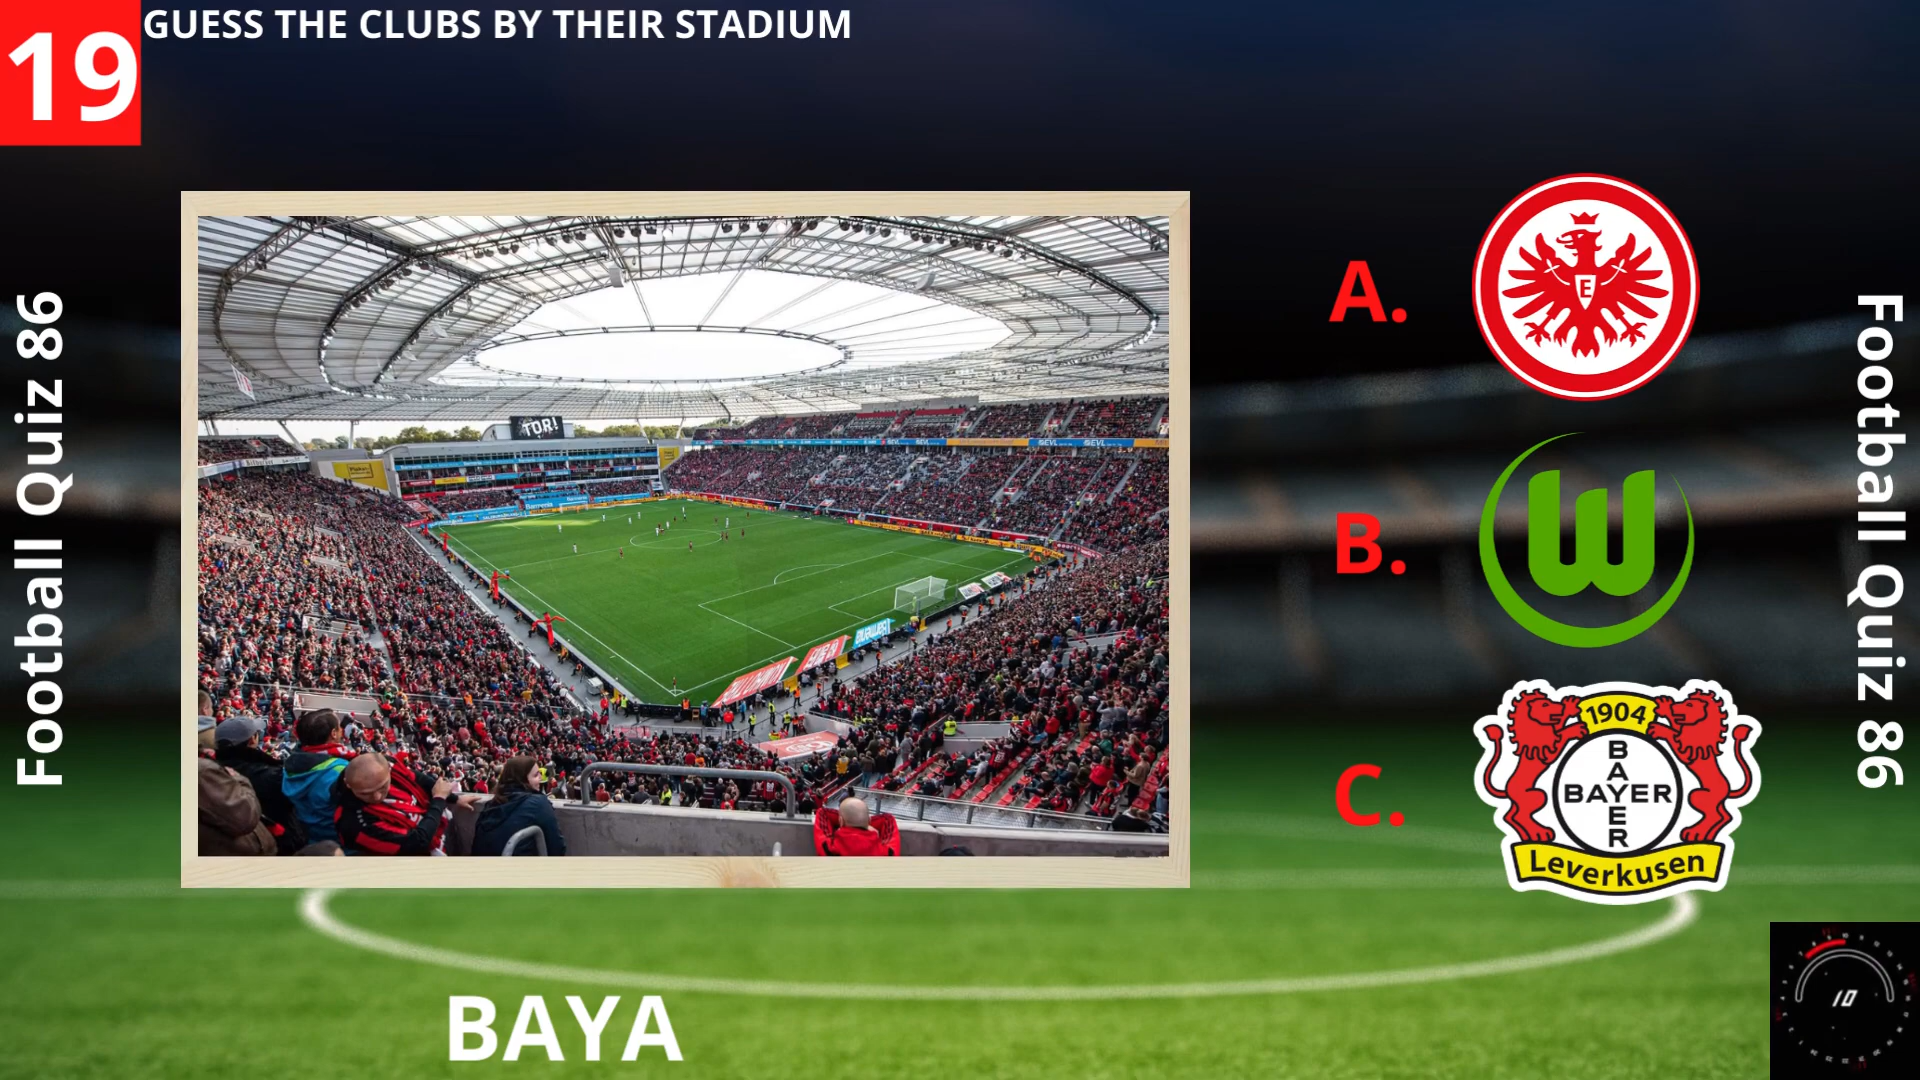 19
GUESS THE CLUBS BY THEIR STADIUM
Football Quiz 86
TOR!
A.
E
B.
W
C.
1904
BAYER
BAYER
Leverkusen
Football Quiz 86
BAYA
10